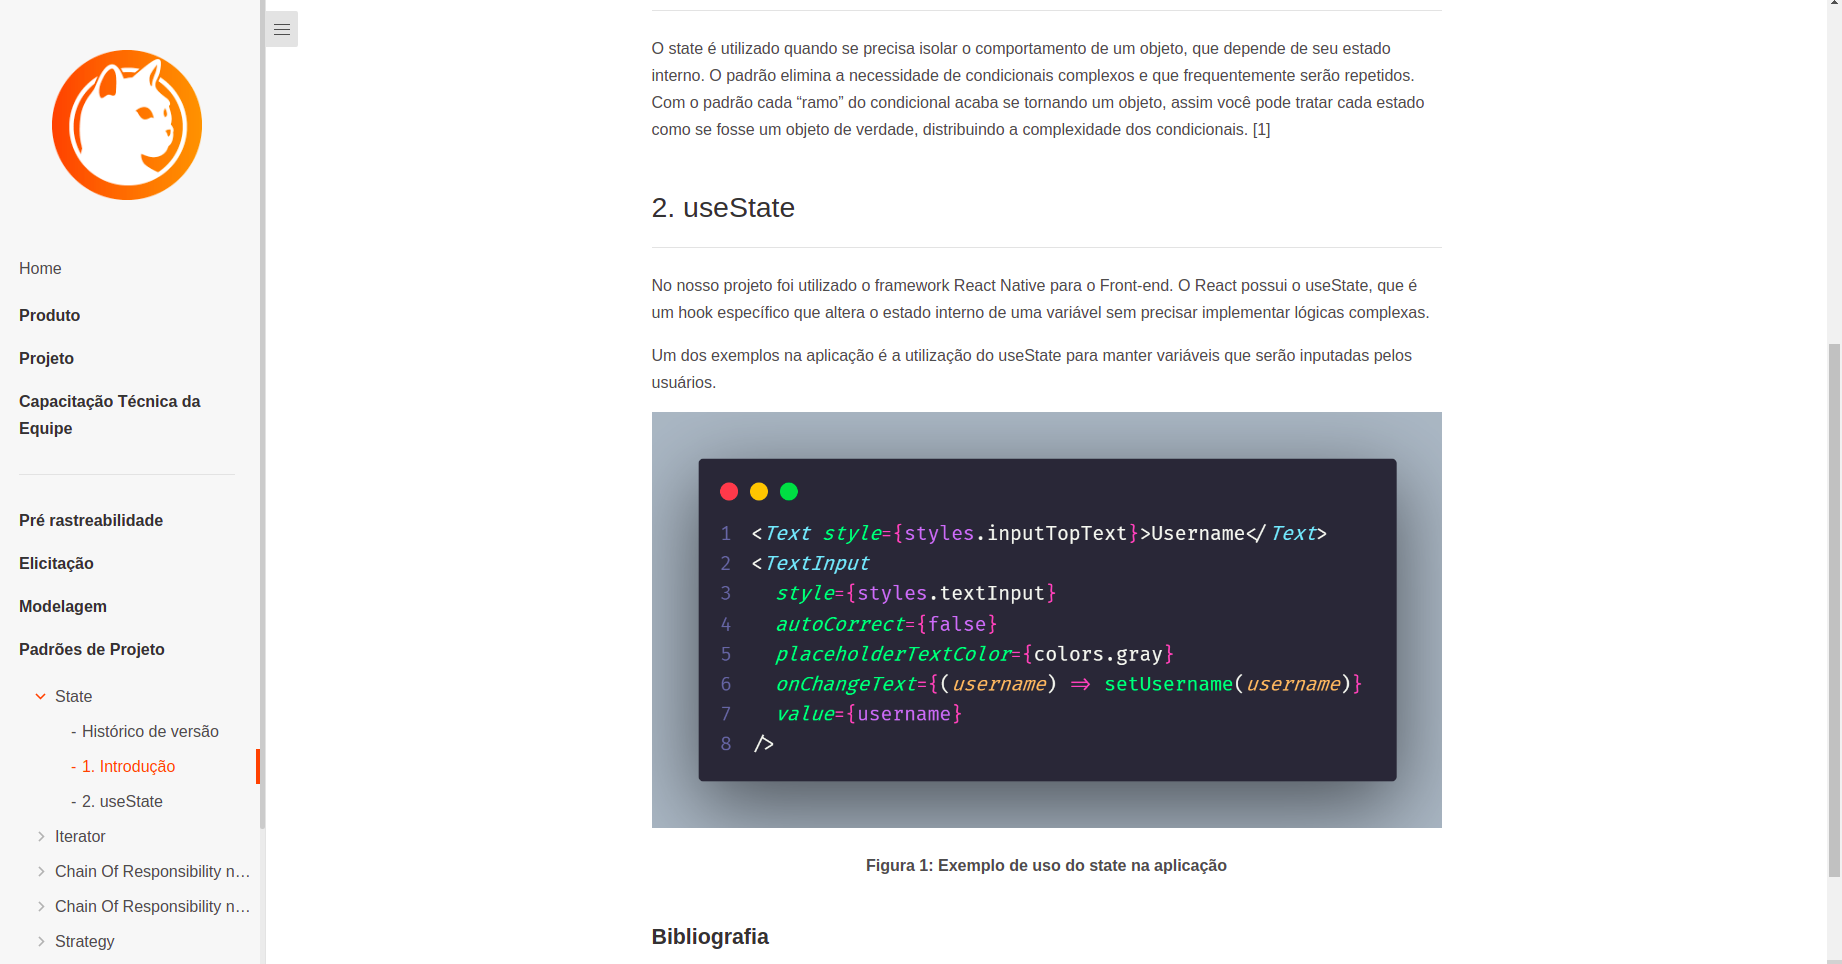 Home
Produto
Projeto
Capacitação Técnica da
Equipe
Pré rastreabilidade
Elicitação
Modelagem
Padrões de Projeto
State
- Histórico de versão
- 1. Introdução
- 2. useState
Iterator
Chain Of Responsibility n…
Chain Of Responsibility n…
Strategy
O state é utilizado quando se precisa isolar o comportamento de um objeto, que depende de seu estado
interno. O padrão elimina a necessidade de condicionais complexos e que frequentemente serão repetidos.
Com o padrão cada “ramo” do condicional acaba se tornando um objeto, assim você pode tratar cada estado
como se fosse um objeto de verdade, distribuindo a complexidade dos condicionais. [1]
2. useState
No nosso projeto foi utilizado o framework React Native para o Front-end. O React possui o useState, que é
um hook específico que altera o estado interno de uma variável sem precisar implementar lógicas complexas.
Um dos exemplos na aplicação é a utilização do useState para manter variáveis que serão inputadas pelos
usuários.
1 <Text style={styles.inputTopText}>Username</Text>
2 <TextInput
3 style={styles.textInput}
4 autoCorrect={false}
5 placeholderTextColor={colors.gray}
6 onChangeText={(username) => setUsername(username)}
7 value={username}
8 />
Figura 1: Exemplo de uso do state na aplicação
Bibliografia